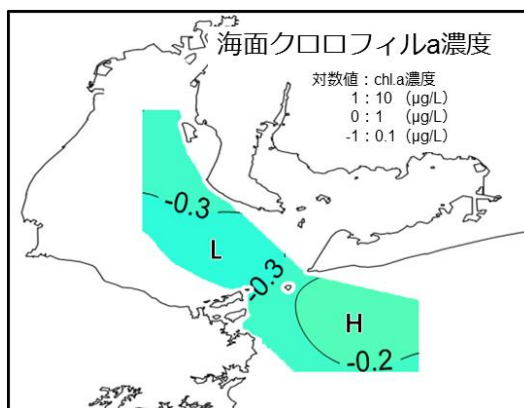 海面クロロフィルa濃度
対数値：chl.a濃度
1：10 （μg/L）
0：1 （μg/L）
-1：0.1 （μg/L）
-0.3
L
-0.3
H
-0.2